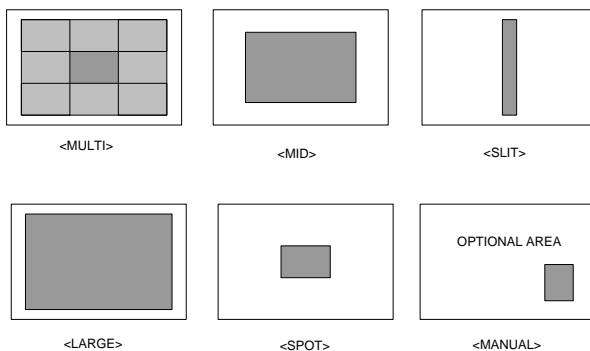 <MULTI>
<MID>
<SLIT>
OPTIONAL AREA
<LARGE>
<SPOT>
<MANUAL>